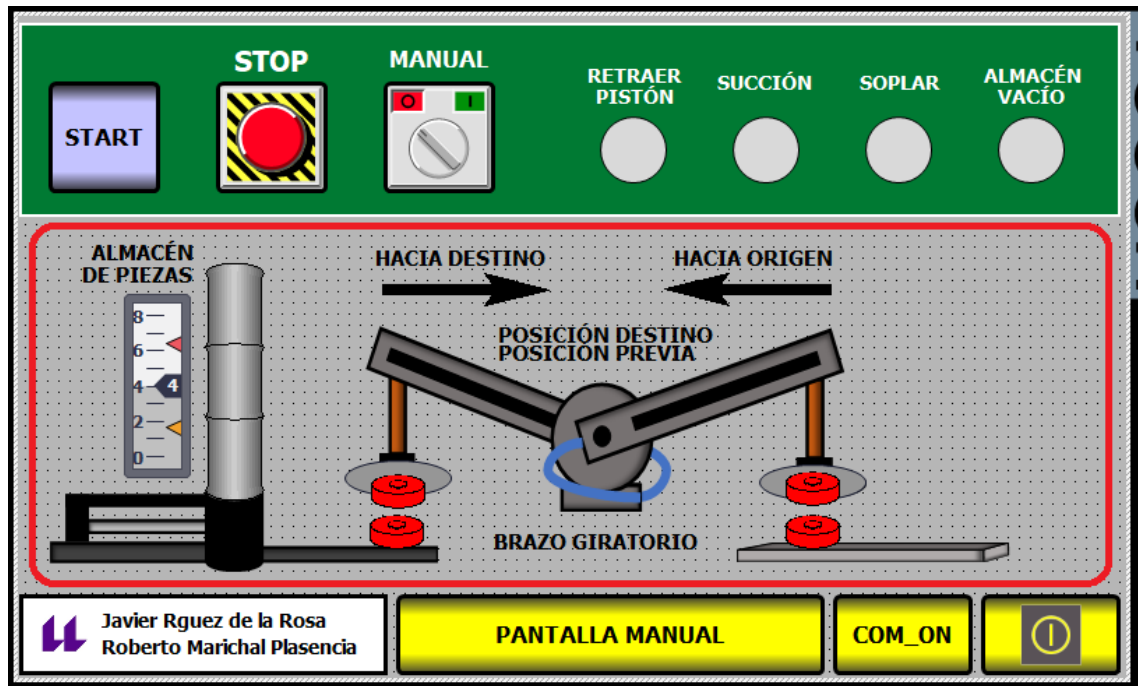 STOP
MANUAL
RETRAER
PISTÓN
SUCCIÓN
SOPLAR
ALMACÉN
VACÍO
START
O
I
ALMACÉN
DE PIEZAS
HACIA DESTINO
HACIA ORIGEN
8
6
4
4
2
0
POSICIÓN DESTINO
POSICIÓN PREVIA
BRAZO GIRATORIO
Javier Rguez de la Rosa
Roberto Marichal Plasencia
PANTALLA MANUAL
COM_ON